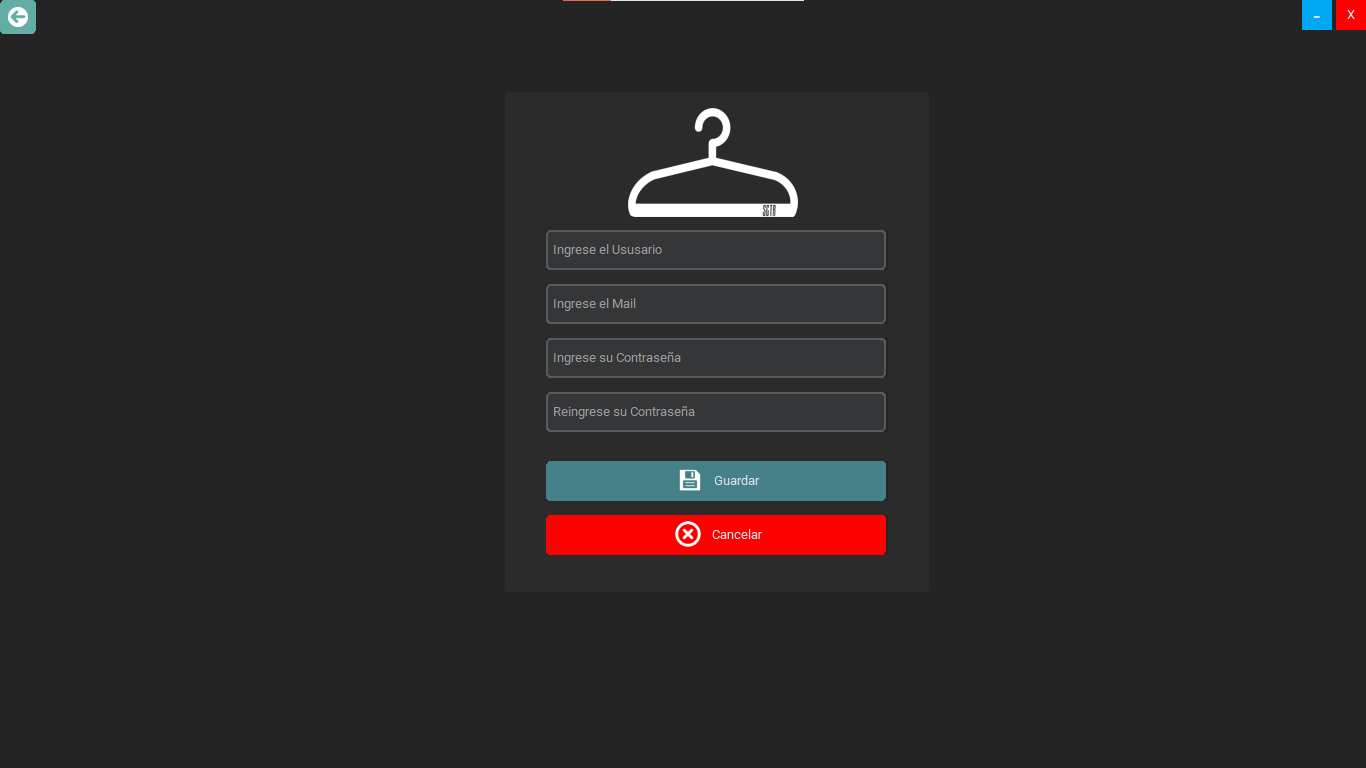 -
X
SGTR
Ingrese el Ususario
Ingrese el Mail
Ingrese su Contraseña
Reingrese su Contraseña
Guardar
Cancelar